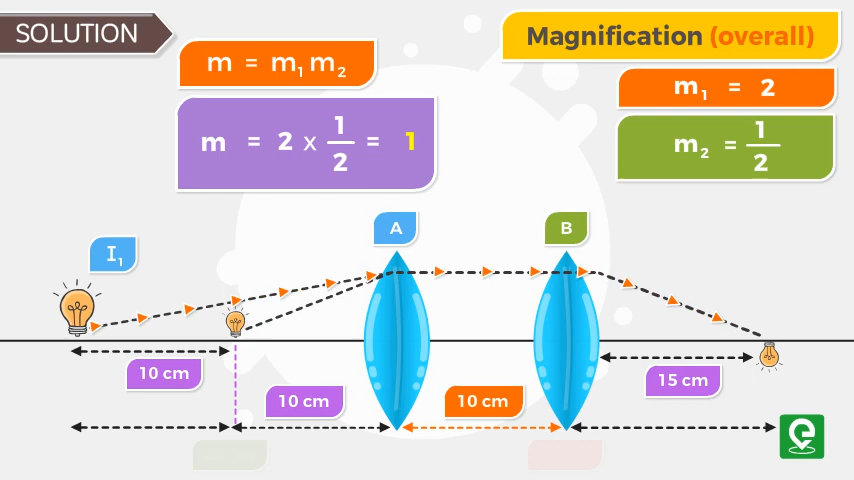 SOLUTION
Magnification (overall)
m = m₁ m₂
m₁ = 2
m = 2 x 1/2 = 1
m₂ = 1/2
A
B
I₁
10 cm
15 cm
10 cm
10 cm